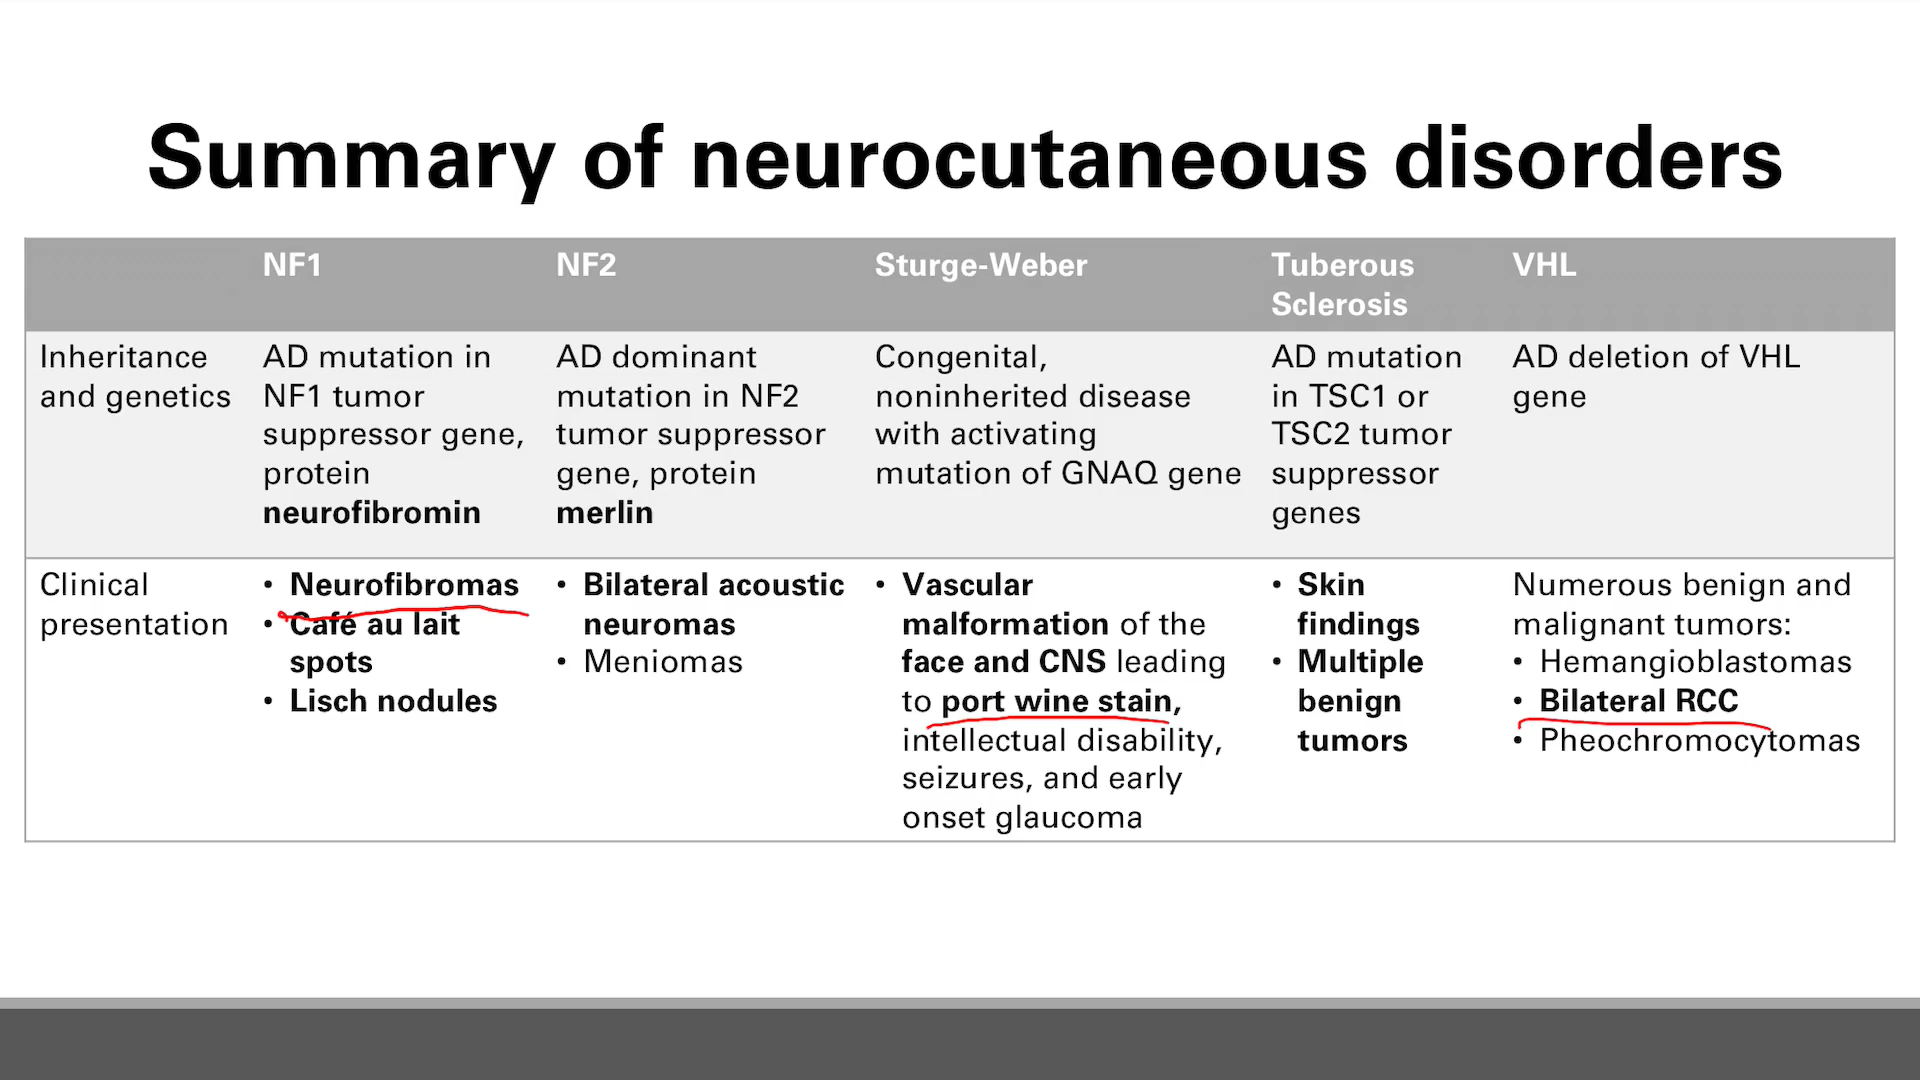 Summary of neurocutaneous disorders
NF1
NF2
Sturge-Weber
Tuberous
Sclerosis
VHL
Inheritance
and genetics
AD mutation in
NF1 tumor
suppressor gene,
protein
neurofibromin
AD dominant
mutation in NF2
tumor suppressor
gene, protein
merlin
Congenital,
noninherited disease
with activating
mutation of GNAQ gene
AD mutation
in TSC1 or
TSC2 tumor
suppressor
genes
AD deletion of VHL
gene
Clinical
presentation
• Neurofibromas
• Café au lait
spots
• Lisch nodules
• Bilateral acoustic
neuromas
• Meniomas
• Vascular
malformation of the
face and CNS leading
to port wine stain,
intellectual disability,
seizures, and early
onset glaucoma
• Skin
findings
• Multiple
benign
tumors
Numerous benign and
malignant tumors:
• Hemangioblastomas
• Bilateral RCC
• Pheochromocytomas